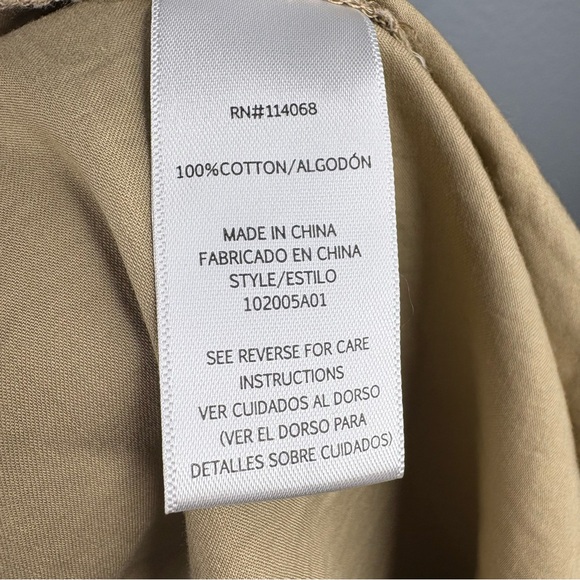 RN#114068
100%COTTON/ALGODÓN
MADE IN CHINA
FABRICADO EN CHINA
STYLE/ESTILO
102005A01
SEE REVERSE FOR CARE
INSTRUCTIONS
VER CUIDADOS AL DORSO
(VER EL DORSO PARA
DETALLES SOBRE CUIDADOS)